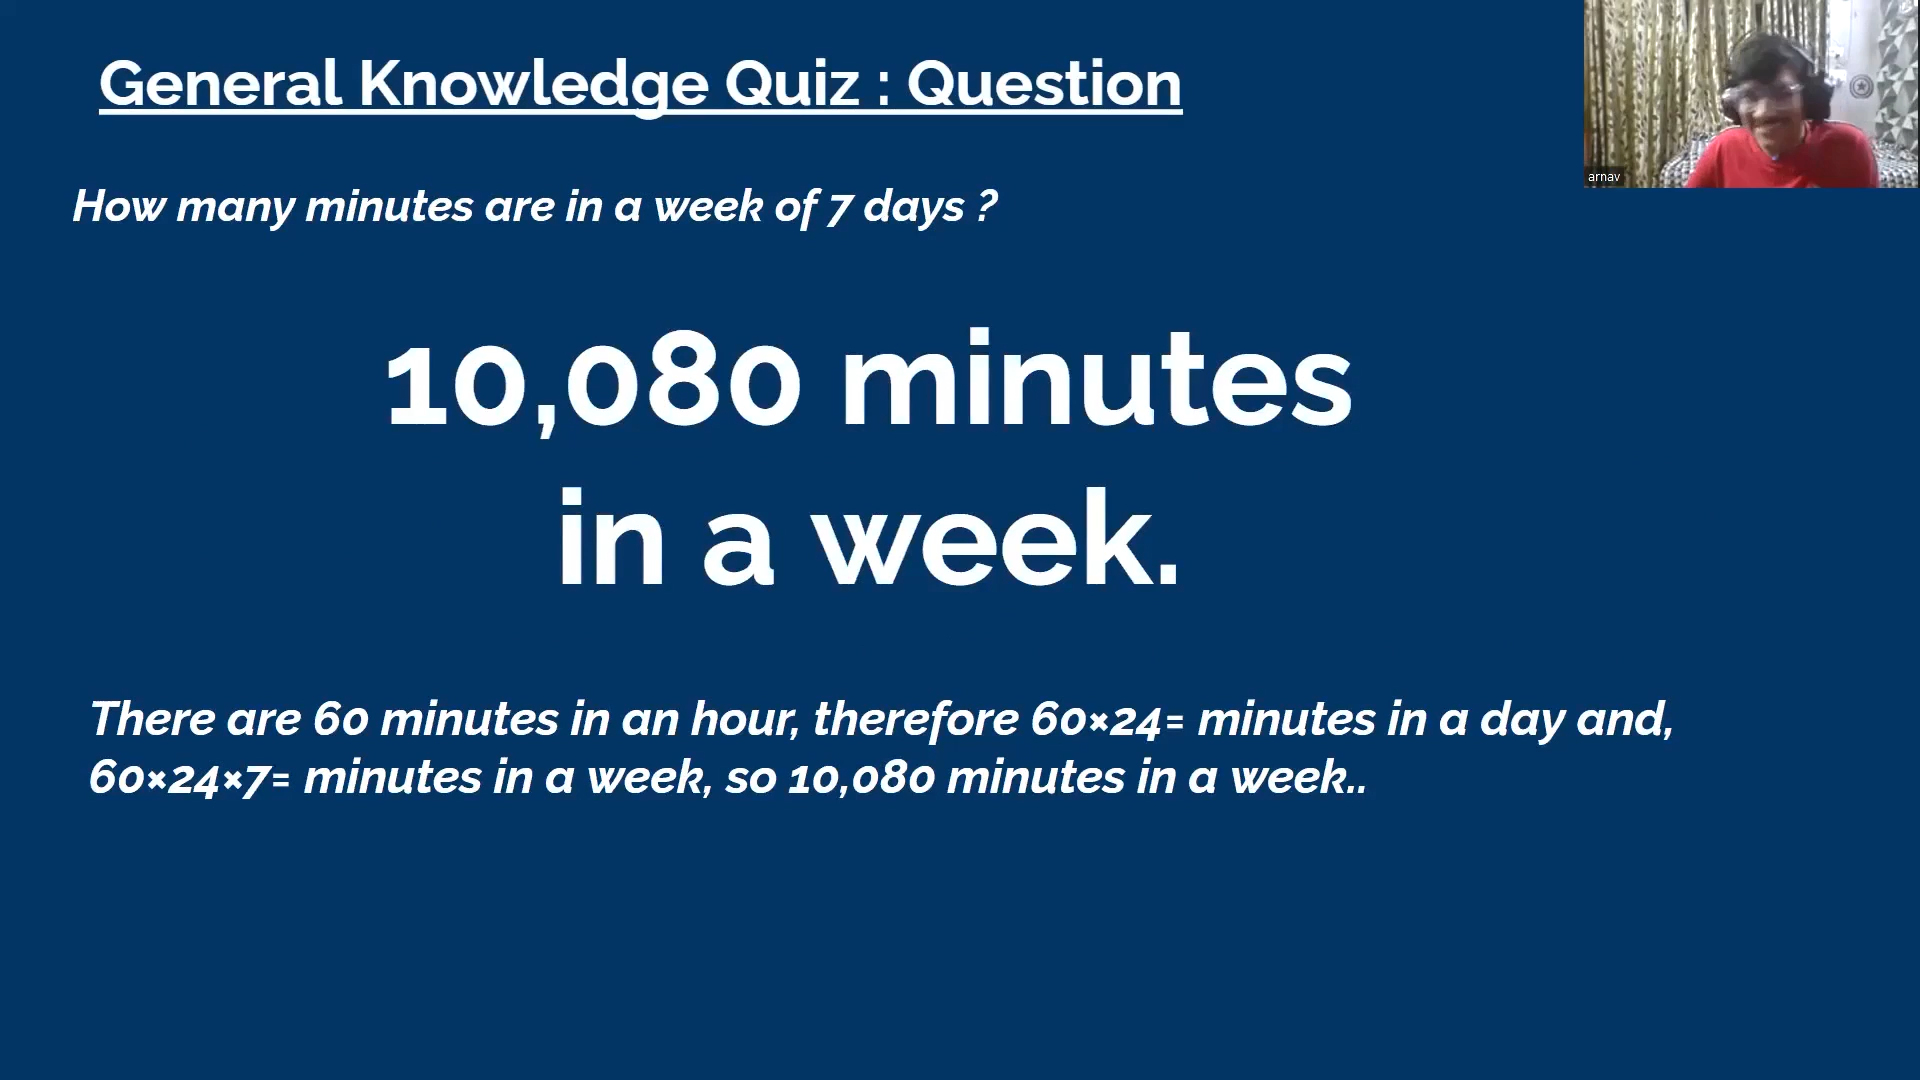 General Knowledge Quiz : Question
How many minutes are in a week of 7 days ?
10,080 minutes
in a week.
There are 60 minutes in an hour, therefore 60×24= minutes in a day and,
60×24×7= minutes in a week, so 10,080 minutes in a week..
arnav